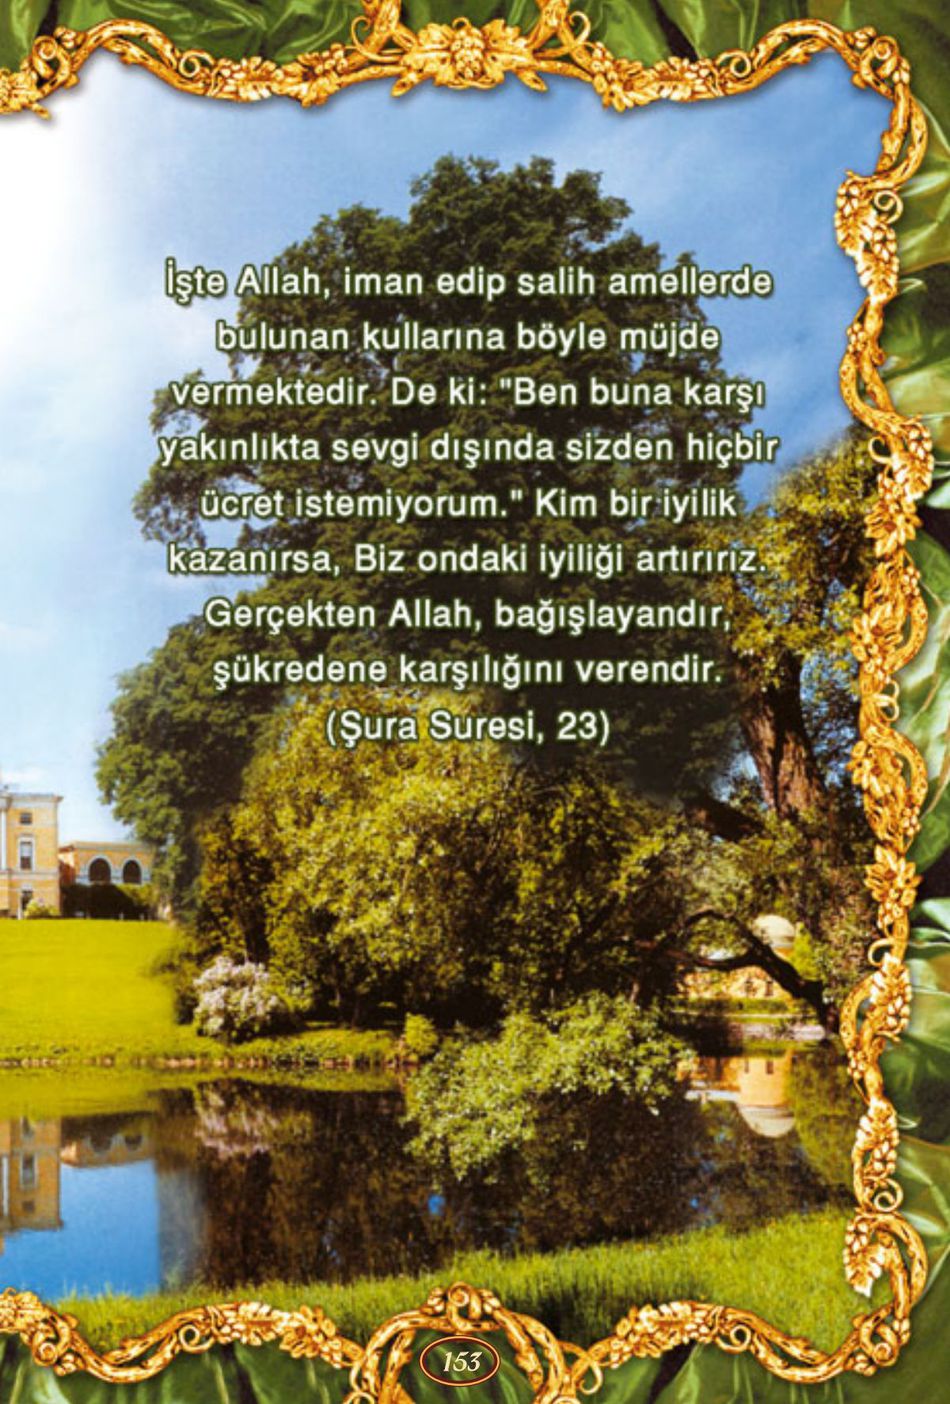 İşte Allah, iman edip salih amellerde
bulunan kullarına böyle müjde
vermektedir. De ki: "Ben buna karşı
yakınlıkta sevgi dışında sizden hiçbir
ücret istemiyorum." Kim bir iyilik
kazanırsa, Biz ondaki iyiliği artırırız.
Gerçekten Allah, bağışlayandır,
şükredene karşılığını verendir.
(Şura Suresi, 23)
153